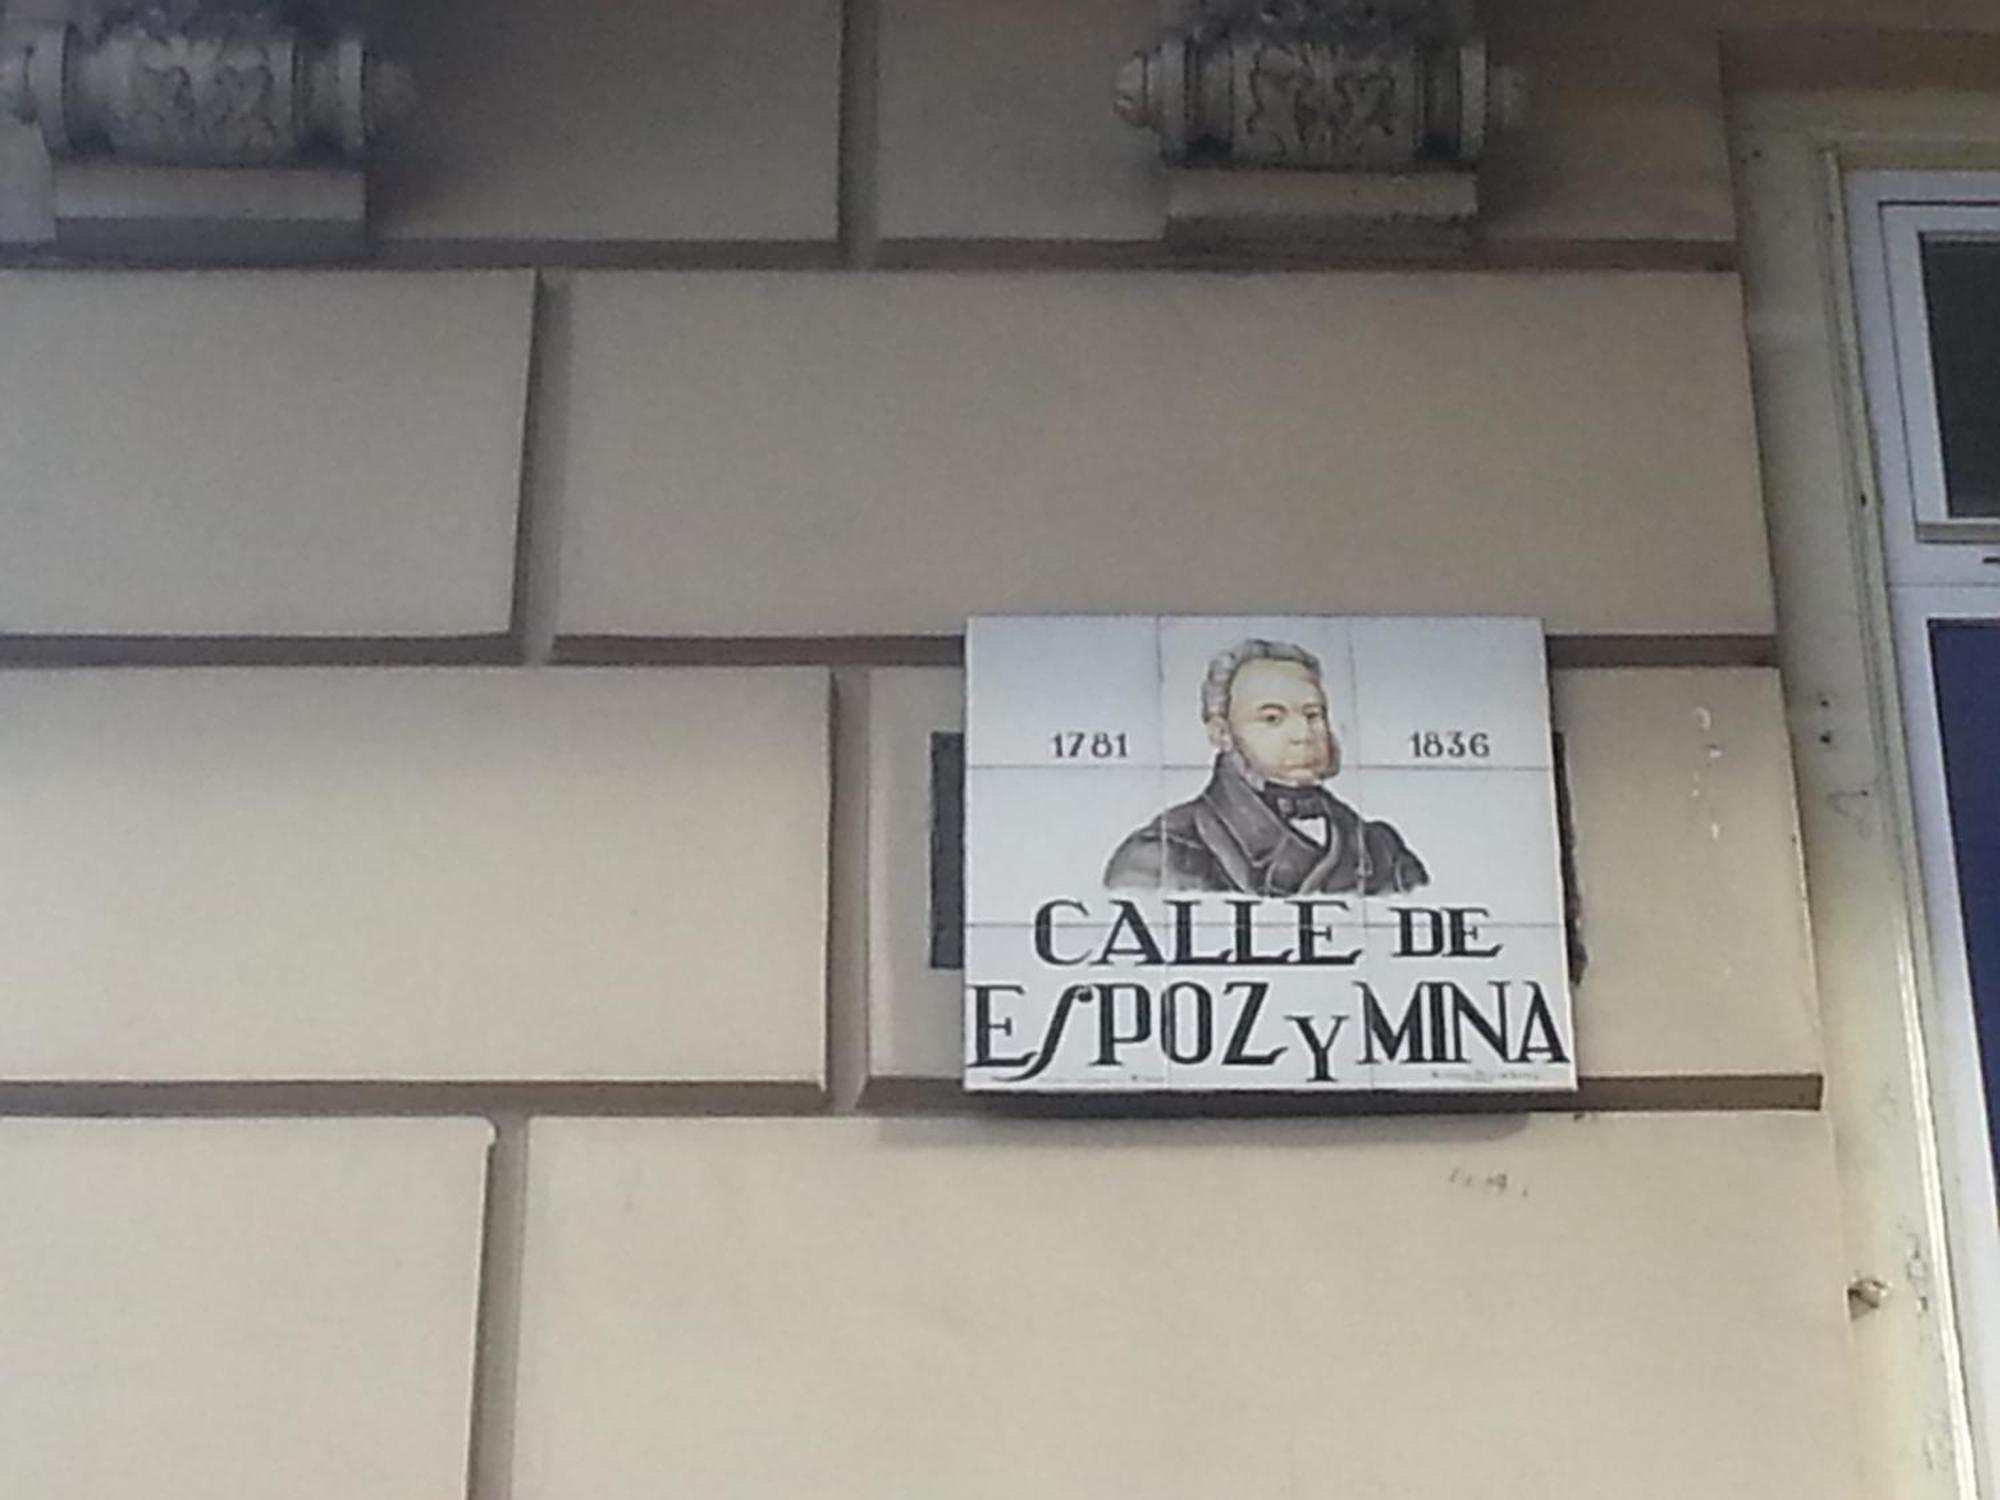 1781 1836
CALLE DE
ESPOZ Y MINA